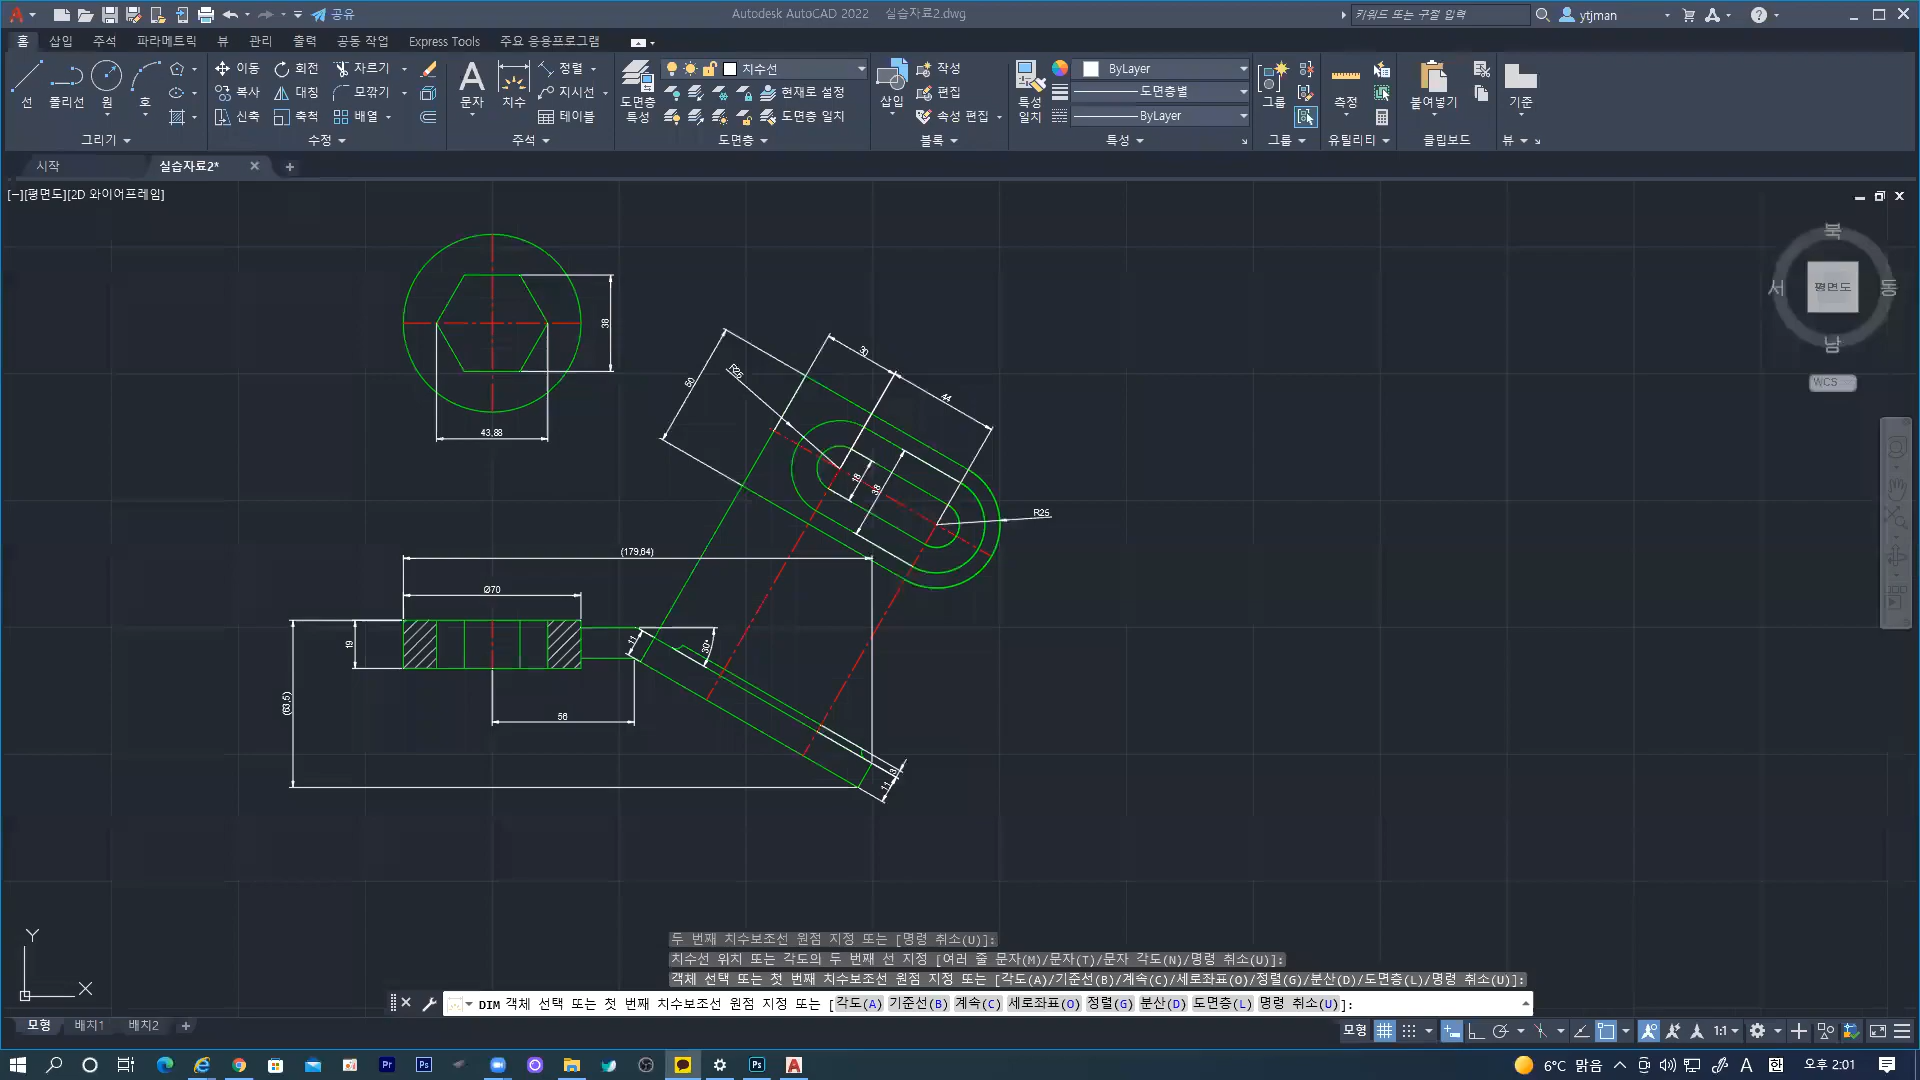 공유
Autodesk AutoCAD 2022 실습자료2.dwg
키워드 또는 구절 입력
ytjman
홈 삽입 주석 파라메트릭 뷰 관리 출력 공동 작업 Express Tools 주요 응용프로그램
선 폴리선 원 호
이동 회전 자르기
복사 대칭 모깎기
신축 축척 배열
문자 치수
정렬
지시선
테이블
도면층 특성
치수선
현재로 설정
도면층 일치
삽입
작성
편집
속성 편집
특성 일치
ByLayer
도면층별
ByLayer
그룹
측정
붙여넣기
기준
그리기 수정 주석 도면층 블록 특성 그룹 유틸리티 클립보드 뷰
시작 실습자료2*
[-][평면도][2D 와이어프레임]
북
서 평면도 동
남
WCS
38
43,88
30
R25
50
44
18
38
R25
(179,64)
Ø70
19
11
30°
(63,5)
56
3
11
Y
X
두 번째 치수보조선 원점 지정 또는 [명령 취소(U)]:
치수선 위치 또는 각도의 두 번째 선 지정 [여러 줄 문자(M)/문자(T)/문자 각도(N)/명령 취소(U)]:
객체 선택 또는 첫 번째 치수보조선 원점 지정 또는 [각도(A)/기준선(B)/계속(C)/세로좌표(O)/정렬(G)/분산(D)/도면층(L)/명령 취소(U)]:
DIM 객체 선택 또는 첫 번째 치수보조선 원점 지정 또는 [각도(A) 기준선(B) 계속(C) 세로좌표(O) 정렬(G) 분산(D) 도면층(L) 명령 취소(U)]:
모형 배치1 배치2
모형 1:1
Pr Ps Ps
6°C 맑음 A 한 오후 2:01